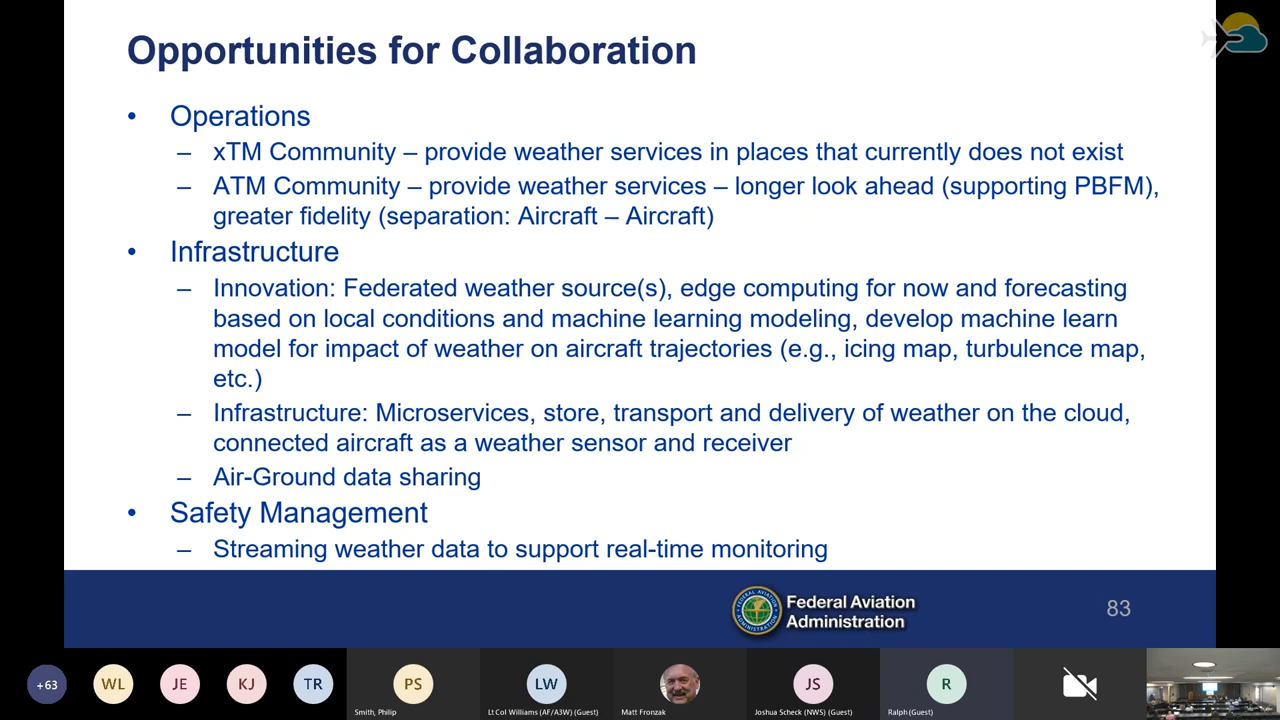 Opportunities for Collaboration
• Operations
– xTM Community – provide weather services in places that currently does not exist
– ATM Community – provide weather services – longer look ahead (supporting PBFM),
greater fidelity (separation: Aircraft – Aircraft)
• Infrastructure
– Innovation: Federated weather source(s), edge computing for now and forecasting
based on local conditions and machine learning modeling, develop machine learn
model for impact of weather on aircraft trajectories (e.g., icing map, turbulence map,
etc.)
– Infrastructure: Microservices, store, transport and delivery of weather on the cloud,
connected aircraft as a weather sensor and receiver
– Air-Ground data sharing
• Safety Management
– Streaming weather data to support real-time monitoring
Federal Aviation
Administration
83
+63
WL
JE
KJ
TR
PS
Smith, Philip
LW
Lt Col Williams (AF/A3W) (Guest)
Matt Fronzak
JS
Joshua Scheck (NWS) (Guest)
R
Ralph (Guest)